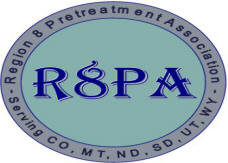 - Region 8 Pretreatment Association -
R8PA
Serving CO, MT, ND, SD, UT, WY